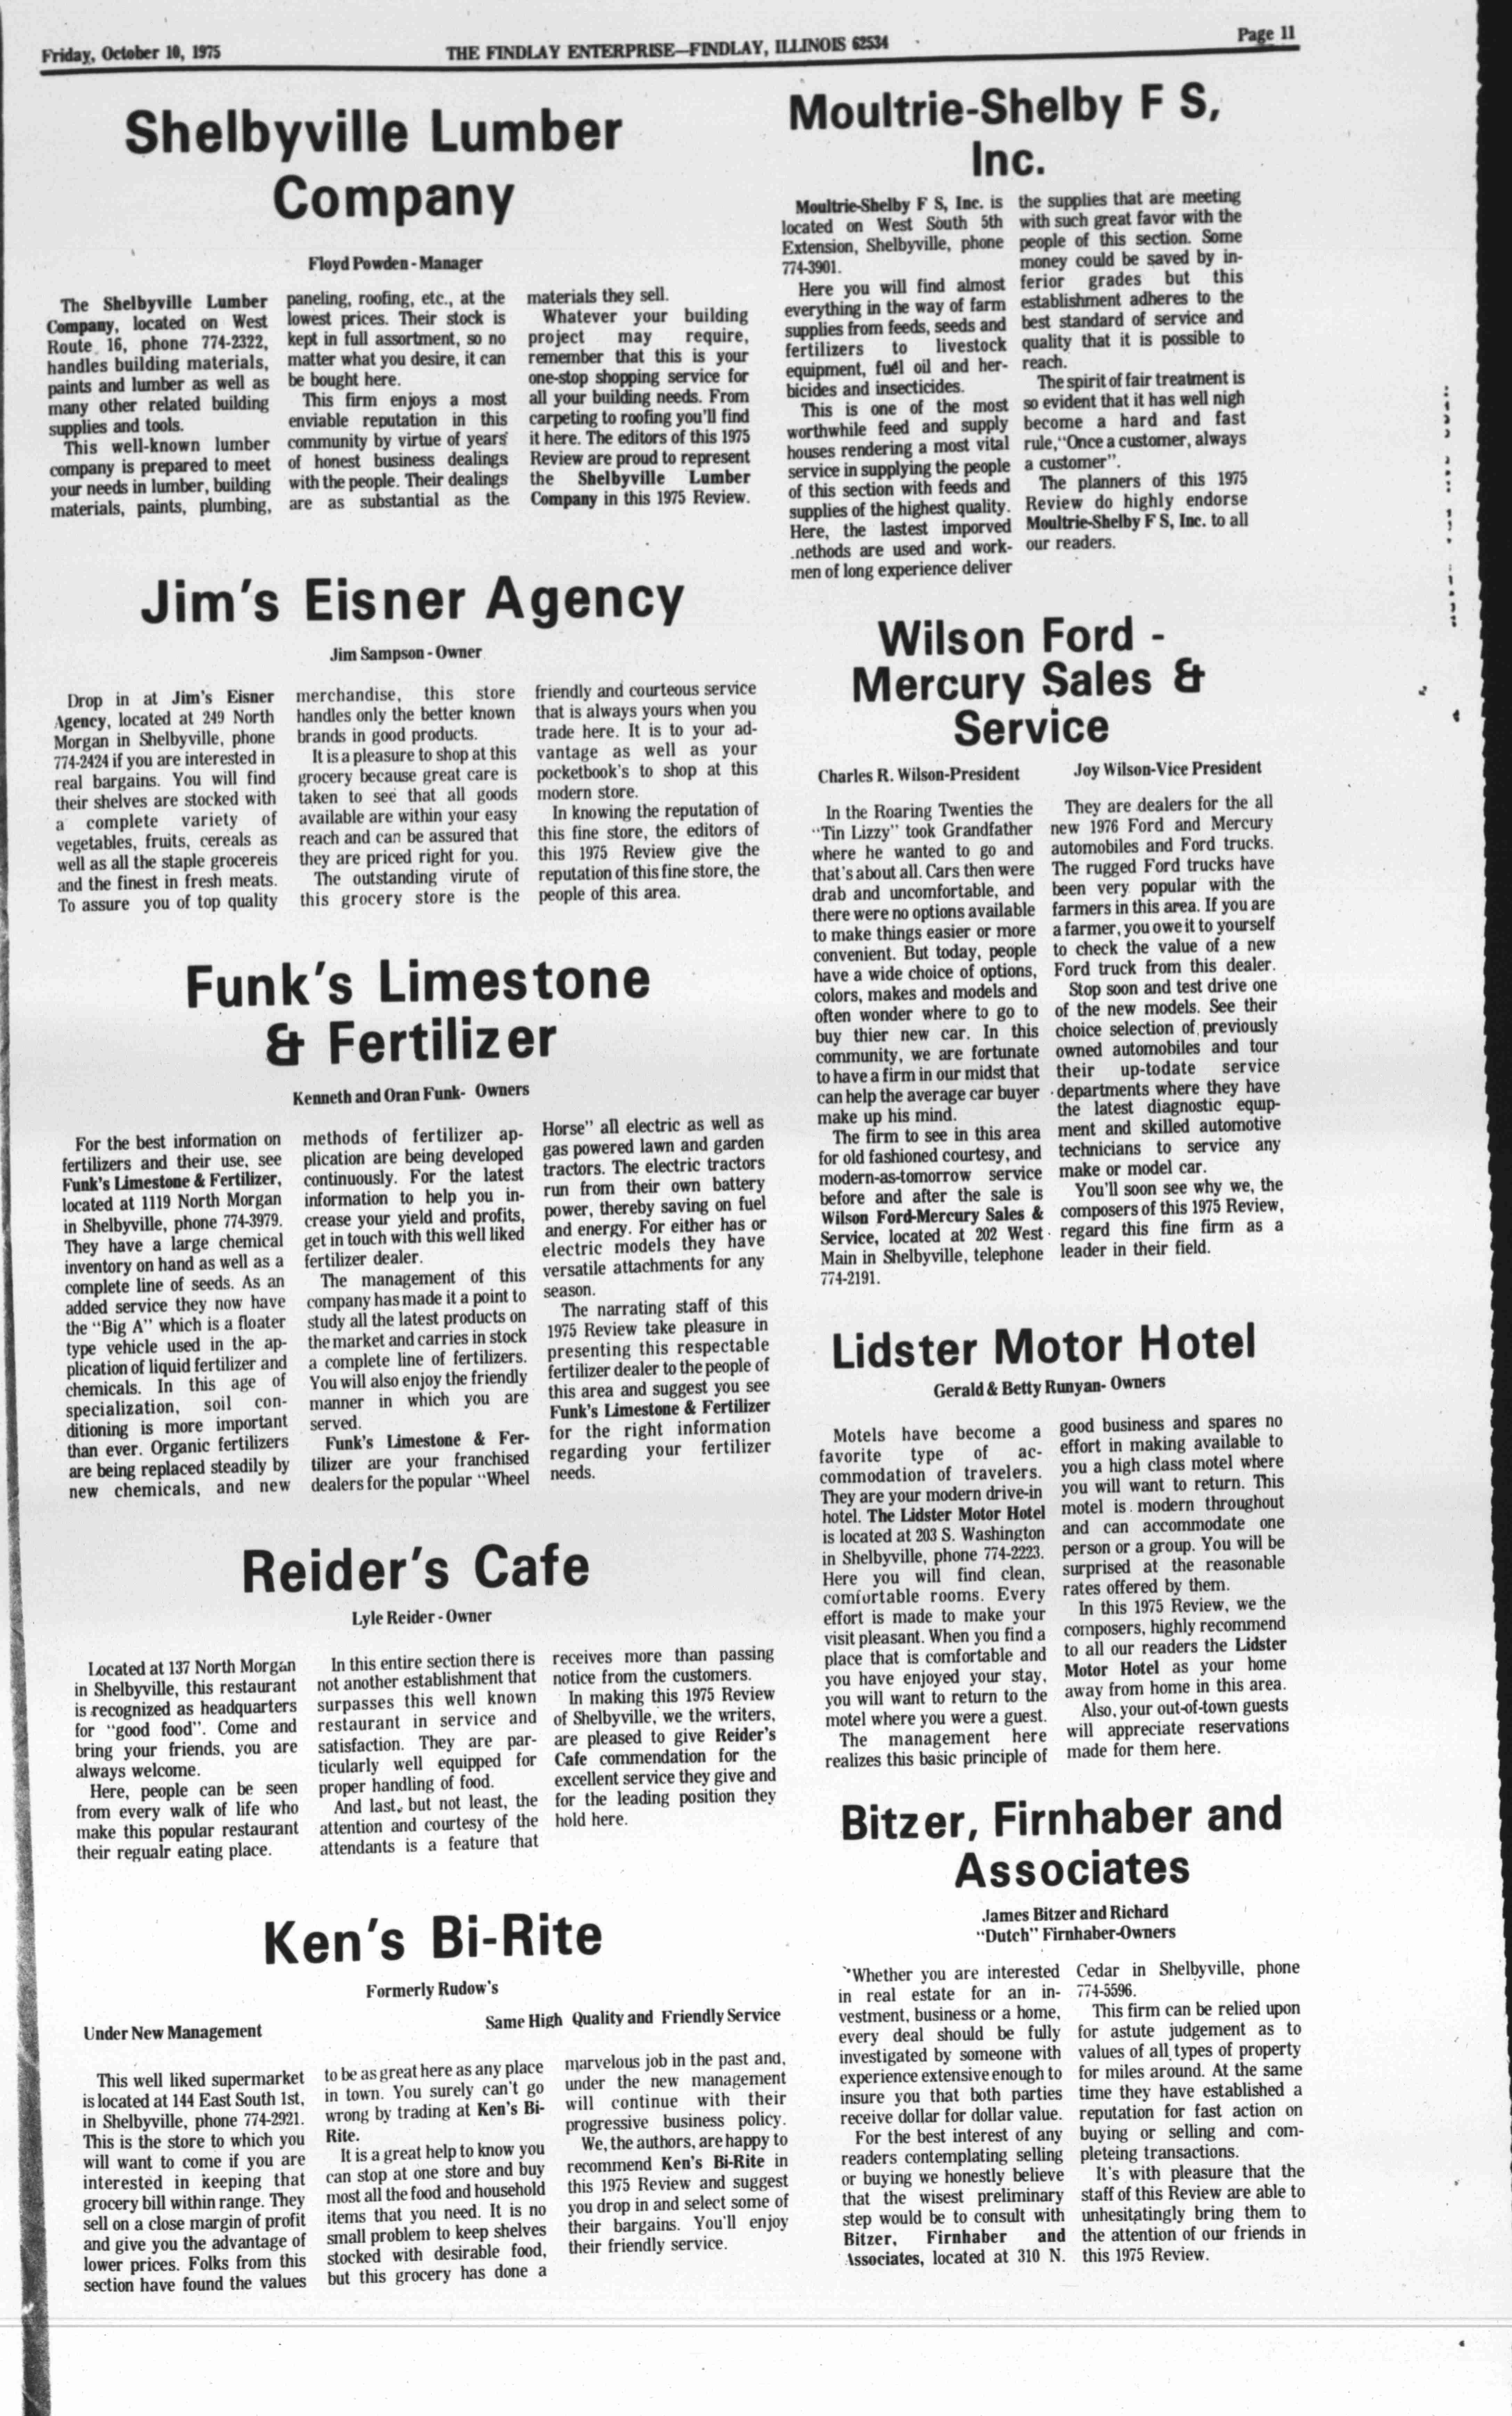 Friday, October 10, 1975
THE FINDLAY ENTERPRISE—FINDLAY, ILLINOIS 62534
Page 11
Shelbyville Lumber
Company
Floyd Powden - Manager
The Shelbyville Lumber
Company, located on West
Route 16, phone 774-2322,
handles building materials,
paints and lumber as well as
many other related building
supplies and tools.
This well-known lumber
company is prepared to meet
your needs in lumber, building
materials, paints, plumbing,
paneling, roofing, etc., at the
lowest prices. Their stock is
kept in full assortment, so no
matter what you desire, it can
be bought here.
This firm enjoys a most
enviable reputation in this
community by virtue of years
of honest business dealings
with the people. Their dealings
are as substantial as the
materials they sell.
Whatever your building
project may require,
remember that this is your
one-stop shopping service for
all your building needs. From
carpeting to roofing you'll find
it here. The editors of this 1975
Review are proud to represent
the Shelbyville Lumber
Company in this 1975 Review.
Jim's Eisner Agency
Jim Sampson - Owner
Drop in at Jim's Eisner
Agency, located at 249 North
Morgan in Shelbyville, phone
774-2424 if you are interested in
real bargains. You will find
their shelves are stocked with
a complete variety of
vegetables, fruits, cereals as
well as all the staple grocereis
and the finest in fresh meats.
To assure you of top quality
merchandise, this store
handles only the better known
brands in good products.
It is a pleasure to shop at this
grocery because great care is
taken to see that all goods
available are within your easy
reach and can be assured that
they are priced right for you.
The outstanding virute of
this grocery store is the
friendly and courteous service
that is always yours when you
trade here. It is to your ad-
vantage as well as your
pocketbook's to shop at this
modern store.
In knowing the reputation of
this fine store, the editors of
this 1975 Review give the
reputation of this fine store, the
people of this area.
Funk's Limestone
& Fertilizer
Kenneth and Oran Funk- Owners
For the best information on
fertilizers and their use, see
Funk's Limestone & Fertilizer,
located at 1119 North Morgan
in Shelbyville, phone 774-3979.
They have a large chemical
inventory on hand as well as a
complete line of seeds. As an
added service they now have
the "Big A" which is a floater
type vehicle used in the ap-
plication of liquid fertilizer and
chemicals. In this age of
specialization, soil con-
ditioning is more important
than ever. Organic fertilizers
are being replaced steadily by
new chemicals, and new
methods of fertilizer ap-
plication are being developed
continuously. For the latest
information to help you in-
crease your yield and profits,
get in touch with this well liked
fertilizer dealer.
The management of this
company has made it a point to
study all the latest products on
the market and carries in stock
a complete line of fertilizers.
You will also enjoy the friendly
manner in which you are
served.
Funk's Limestone & Fer-
tilizer are your franchised
dealers for the popular "Wheel
Horse" all electric as well as
gas powered lawn and garden
tractors. The electric tractors
run from their own battery
power, thereby saving on fuel
and energy. For either has or
electric models they have
versatile attachments for any
season.
The narrating staff of this
1975 Review take pleasure in
presenting this respectable
fertilizer dealer to the people of
this area and suggest you see
Funk's Limestone & Fertilizer
for the right information
regarding your fertilizer
needs.
Reider's Cafe
Lyle Reider - Owner
Located at 137 North Morgan
in Shelbyville, this restaurant
is recognized as headquarters
for "good food". Come and
bring your friends, you are
always welcome.
Here, people can be seen
from every walk of life who
make this popular restaurant
their regualr eating place.
In this entire section there is
not another establishment that
surpasses this well known
restaurant in service and
satisfaction. They are par-
ticularly well equipped for
proper handling of food.
And last, but not least, the
attention and courtesy of the
attendants is a feature that
receives more than passing
notice from the customers.
In making this 1975 Review
of Shelbyville, we the writers,
are pleased to give Reider's
Cafe commendation for the
excellent service they give and
for the leading position they
hold here.
Ken's Bi-Rite
Formerly Rudow's
Under New Management
Same High Quality and Friendly Service
This well liked supermarket
is located at 144 East South 1st,
in Shelbyville, phone 774-2921.
This is the store to which you
will want to come if you are
interested in keeping that
grocery bill within range. They
sell on a close margin of profit
and give you the advantage of
lower prices. Folks from this
section have found the values
to be as great here as any place
in town. You surely can't go
wrong by trading at Ken's Bi-
Rite.
It is a great help to know you
can stop at one store and buy
most all the food and household
items that you need. It is no
small problem to keep shelves
stocked with desirable food,
but this grocery has done a
marvelous job in the past and,
under the new management
will continue with their
progressive business policy.
We, the authors, are happy to
recommend Ken's Bi-Rite in
this 1975 Review and suggest
you drop in and select some of
their bargains. You'll enjoy
their friendly service.
Moultrie-Shelby F S,
Inc.
Moultrie-Shelby F S, Inc. is
located on West South 5th
Extension, Shelbyville, phone
774-3901.
Here you will find almost
everything in the way of farm
supplies from feeds, seeds and
fertilizers to livestock
equipment, fuel oil and her-
bicides and insecticides.
This is one of the most
worthwhile feed and supply
houses rendering a most vital
service in supplying the people
of this section with feeds and
supplies of the highest quality.
Here, the lastest imporved
.nethods are used and work-
men of long experience deliver
the supplies that are meeting
with such great favor with the
people of this section. Some
money could be saved by in-
ferior grades but this
establishment adheres to the
best standard of service and
quality that it is possible to
reach.
The spirit of fair treatment is
so evident that it has well nigh
become a hard and fast
rule,"Once a customer, always
a customer".
The planners of this 1975
Review do highly endorse
Moultrie-Shelby F S, Inc. to all
our readers.
Wilson Ford -
Mercury Sales &
Service
Charles R. Wilson-President
Joy Wilson-Vice President
In the Roaring Twenties the
"Tin Lizzy" took Grandfather
where he wanted to go and
that's about all. Cars then were
drab and uncomfortable, and
there were no options available
to make things easier or more
convenient. But today, people
have a wide choice of options,
colors, makes and models and
often wonder where to go to
buy thier new car. In this
community, we are fortunate
to have a firm in our midst that
can help the average car buyer
make up his mind.
The firm to see in this area
for old fashioned courtesy, and
modern-as-tomorrow service
before and after the sale is
Wilson Ford-Mercury Sales &
Service, located at 202 West
Main in Shelbyville, telephone
774-2191.
They are dealers for the all
new 1976 Ford and Mercury
automobiles and Ford trucks.
The rugged Ford trucks have
been very popular with the
farmers in this area. If you are
a farmer, you owe it to yourself
to check the value of a new
Ford truck from this dealer.
Stop soon and test drive one
of the new models. See their
choice selection of previously
owned automobiles and tour
their up-todate service
departments where they have
the latest diagnostic equip-
ment and skilled automotive
technicians to service any
make or model car.
You'll soon see why we, the
composers of this 1975 Review,
regard this fine firm as a
leader in their field.
Lidster Motor Hotel
Gerald & Betty Runyan- Owners
Motels have become a
favorite type of ac-
commodation of travelers.
They are your modern drive-in
hotel. The Lidster Motor Hotel
is located at 203 S. Washington
in Shelbyville, phone 774-2223.
Here you will find clean,
comfortable rooms. Every
effort is made to make your
visit pleasant. When you find a
place that is comfortable and
you have enjoyed your stay,
you will want to return to the
motel where you were a guest.
The management here
realizes this basic principle of
good business and spares no
effort in making available to
you a high class motel where
you will want to return. This
motel is modern throughout
and can accommodate one
person or a group. You will be
surprised at the reasonable
rates offered by them.
In this 1975 Review, we the
composers, highly recommend
to all our readers the Lidster
Motor Hotel as your home
away from home in this area.
Also, your out-of-town guests
will appreciate reservations
made for them here.
Bitzer, Firnhaber and
Associates
James Bitzer and Richard
"Dutch" Firnhaber-Owners
"Whether you are interested
in real estate for an in-
vestment, business or a home,
every deal should be fully
investigated by someone with
experience extensive enough to
insure you that both parties
receive dollar for dollar value.
For the best interest of any
readers contemplating selling
or buying we honestly believe
that the wisest preliminary
step would be to consult with
Bitzer, Firnhaber and
Associates, located at 310 N.
Cedar in Shelbyville, phone
774-5596.
This firm can be relied upon
for astute judgement as to
values of all types of property
for miles around. At the same
time they have established a
reputation for fast action on
buying or selling and com-
pleteing transactions.
It's with pleasure that the
staff of this Review are able to
unhesitatingly bring them to
the attention of our friends in
this 1975 Review.